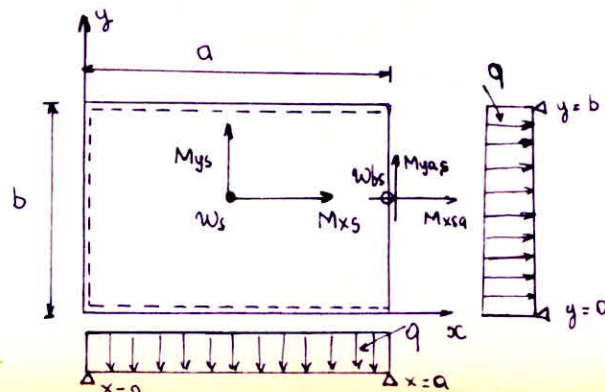 y
a
q
y = b
b
Mys
Wbs
Myas
Ws
Mxs
Mxsa
y = 0
x
q
x = a